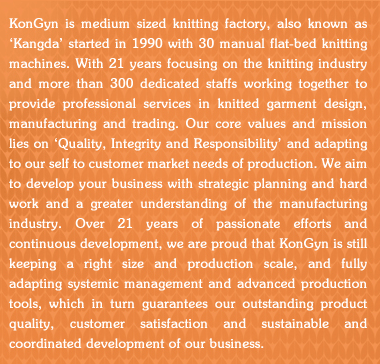 KonGyn is medium sized knitting factory, also known as
‘Kangda’ started in 1990 with 30 manual flat-bed knitting
machines. With 21 years focusing on the knitting industry
and more than 300 dedicated staffs working together to
provide professional services in knitted garment design,
manufacturing and trading. Our core values and mission
lies on ‘Quality, Integrity and Responsibility’ and adapting
to our self to customer market needs of production. We aim
to develop your business with strategic planning and hard
work and a greater understanding of the manufacturing
industry. Over 21 years of passionate efforts and
continuous development, we are proud that KonGyn is still
keeping a right size and production scale, and fully
adapting systemic management and advanced production
tools, which in turn guarantees our outstanding product
quality, customer satisfaction and sustainable and
coordinated development of our business.